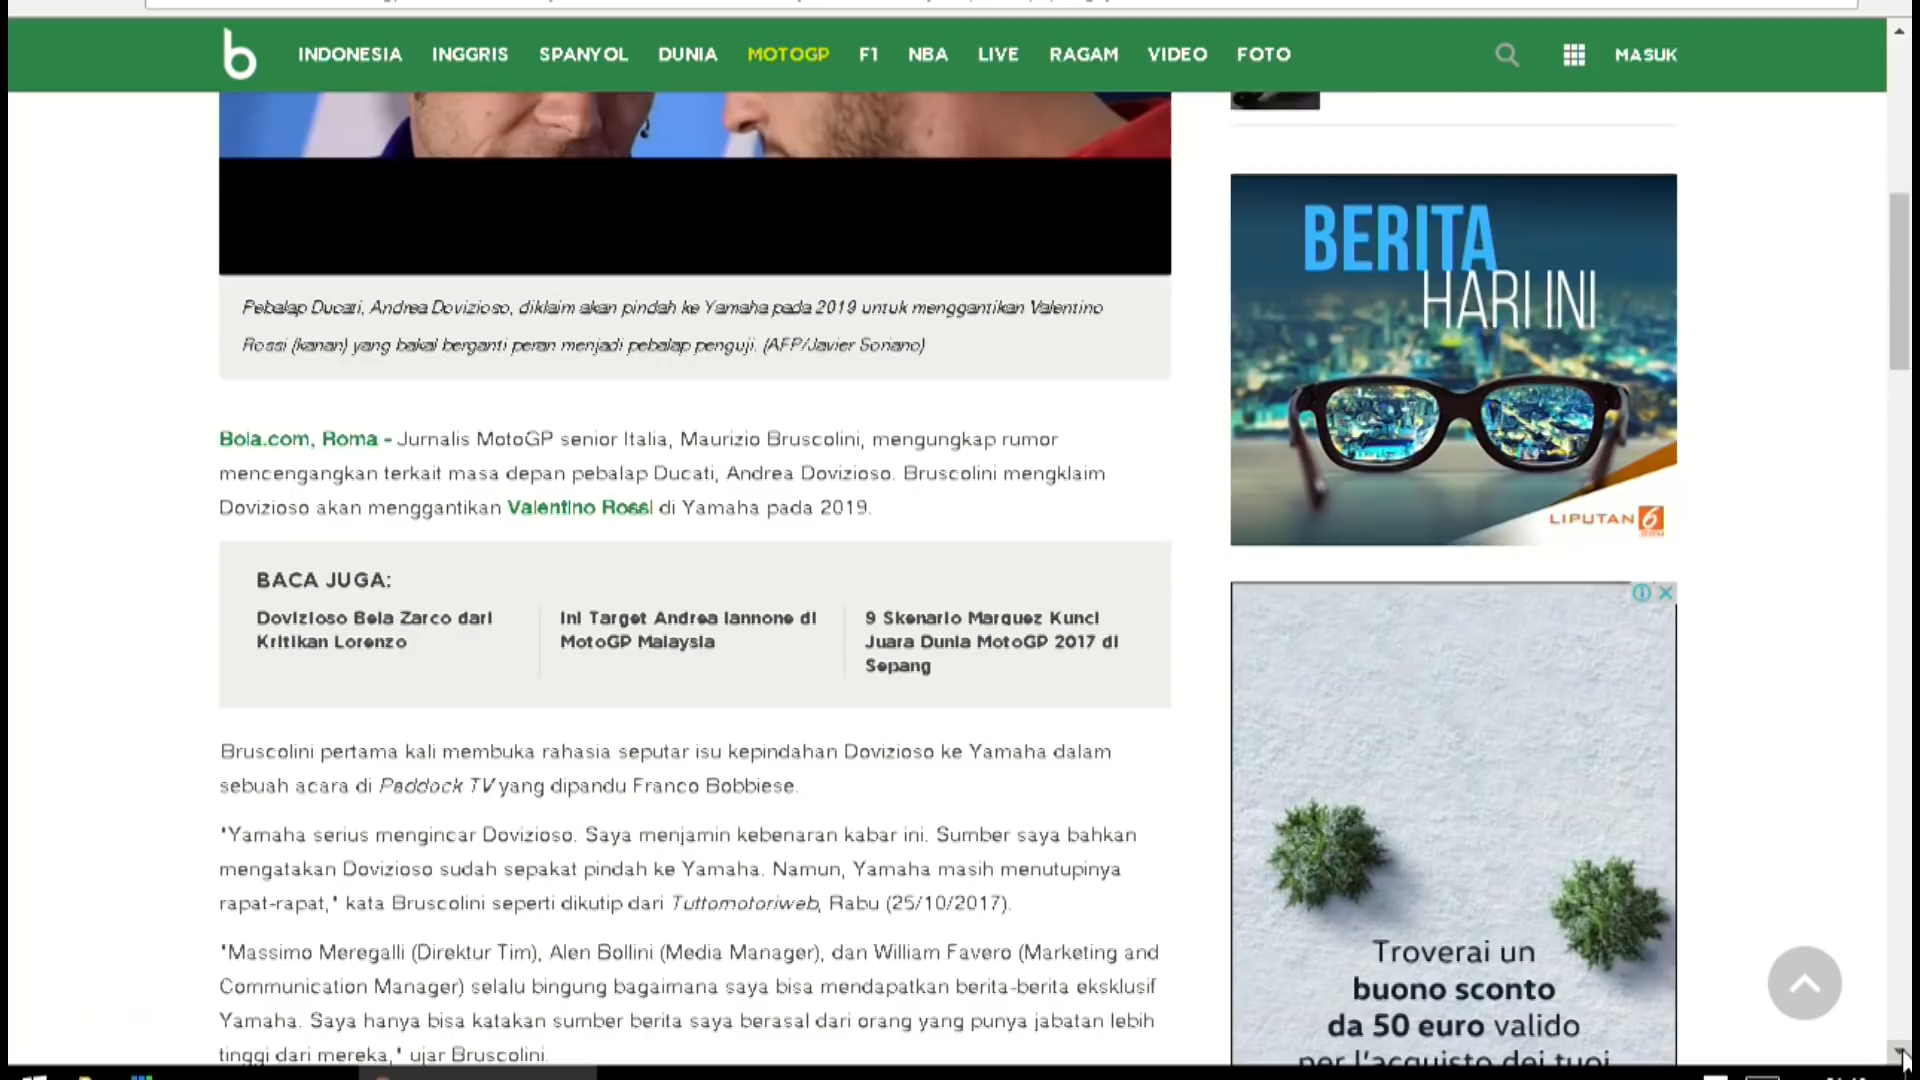 b INDONESIA INGGRIS SPANYOL DUNIA MOTOGP F1 NBA LIVE RAGAM VIDEO FOTO MASUK
Pebalap Ducati, Andrea Dovizioso, diklaim akan pindah ke Yamaha pada 2019 untuk menggantikan Valentino
Rossi (kanan) yang bakal berganti peran menjadi pebalap penguji. (AFP/Javier Soriano)
Bola.com, Roma - Jurnalis MotoGP senior Italia, Maurizio Bruscolini, mengungkap rumor
mencengangkan terkait masa depan pebalap Ducati, Andrea Dovizioso. Bruscolini mengklaim
Dovizioso akan menggantikan Valentino Rossi di Yamaha pada 2019.
BACA JUGA:
Dovizioso Bela Zarco dari
Kritikan Lorenzo
Ini Target Andrea Iannone di
MotoGP Malaysia
9 Skenario Marquez Kunci
Juara Dunia MotoGP 2017 di
Sepang
Bruscolini pertama kali membuka rahasia seputar isu kepindahan Dovizioso ke Yamaha dalam
sebuah acara di Paddock TV yang dipandu Franco Bobbiese.
"Yamaha serius mengincar Dovizioso. Saya menjamin kebenaran kabar ini. Sumber saya bahkan
mengatakan Dovizioso sudah sepakat pindah ke Yamaha. Namun, Yamaha masih menutupinya
rapat-rapat," kata Bruscolini seperti dikutip dari Tuttomotoriweb, Rabu (25/10/2017).
"Massimo Meregalli (Direktur Tim), Alen Bollini (Media Manager), dan William Favero (Marketing and
Communication Manager) selalu bingung bagaimana saya bisa mendapatkan berita-berita eksklusif
Yamaha. Saya hanya bisa katakan sumber berita saya berasal dari orang yang punya jabatan lebih
tinggi dari mereka," ujar Bruscolini.
BERITA
HARI INI
LIPUTAN 6
Troverai un
buono sconto
da 50 euro valido
per l'acquisto dei tuoi